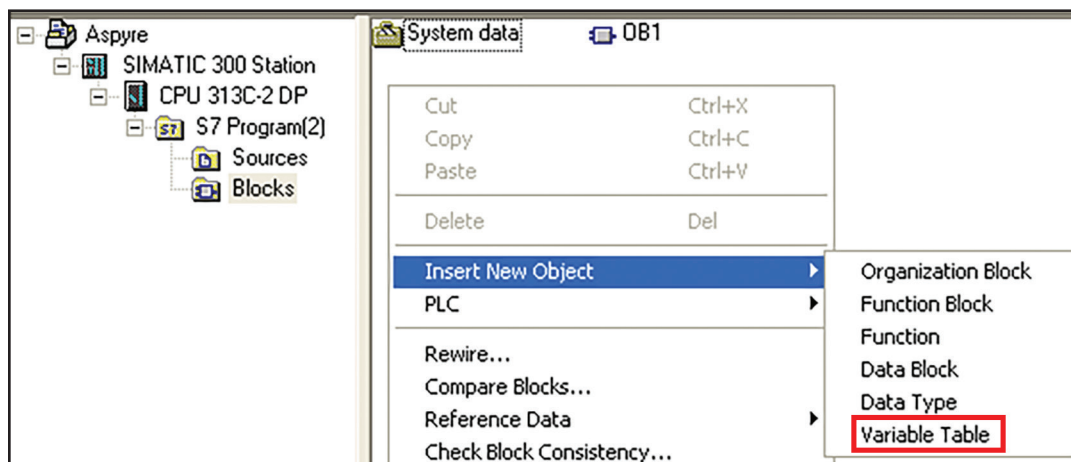 Aspyre
SIMATIC 300 Station
CPU 313C-2 DP
S7 S7 Program(2)
Sources
Blocks
System data OB1
Cut Ctrl+X
Copy Ctrl+C
Paste Ctrl+V
Delete Del
Insert New Object
PLC
Rewire...
Compare Blocks...
Reference Data
Check Block Consistency...
Organization Block
Function Block
Function
Data Block
Data Type
Variable Table